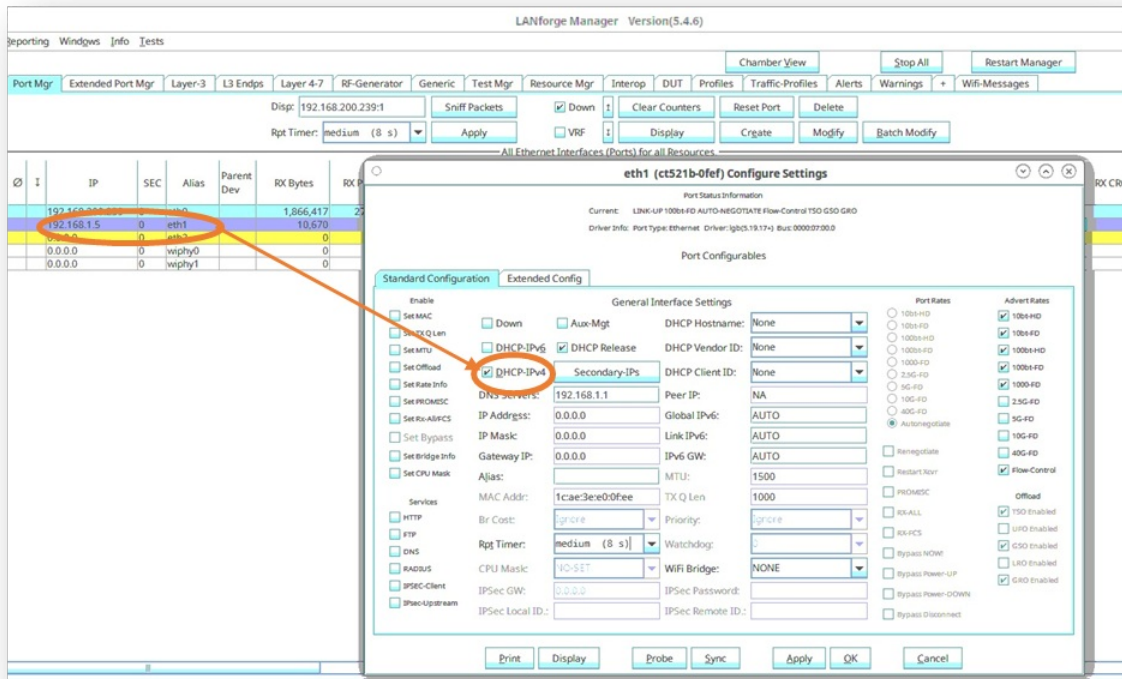 LANforge Manager Version(5.4.6)
Reporting Windows Info Tests
Chamber View Stop All Restart Manager
Port Mgr Extended Port Mgr Layer-3 L3 Endps Layer 4-7 RF-Generator Generic Test Mgr Resource Mgr Interop DUT Profiles Traffic-Profiles Alerts Warnings + Wifi-Messages
Disp: 192.168.200.239:1 Sniff Packets Down Clear Counters Reset Port Delete
Rpt Timer: medium (8 s) Apply VRF Display Create Modify Batch Modify
All Ethernet Interfaces (Ports) for all Resources.
IP SEC Alias Parent Dev RX Bytes
1,866,417
192.168.1.5 0 eth1 10,670
0
0.0.0.0 0 wiphy0 0
0.0.0.0 0 wiphy1 0
eth1 (ct521b-0fef) Configure Settings
Port Status Information
Current: LINK-UP 100bt-FD AUTO-NEGOTIATE Flow-Control TSO GSO GRO
Driver Info: Port Type: Ethernet Driver: igb(5.19.17+) Bus: 0000:07:00.0
Port Configurables
Standard Configuration Extended Config
Enable
Set MAC
Set TX Q Len
Set MTU
Set Offload
Set Rate Info
Set PROMISC
Set Rx-All/FCS
Set Bypass
Set Bridge Info
Set CPU Mask
Services
HTTP
FTP
DNS
RADIUS
IPSEC-Client
IPsec-Upstream
General Interface Settings
Down Aux-Mgt DHCP Hostname: None
DHCP-IPv6 DHCP Release DHCP Vendor ID: None
DHCP-IPv4 Secondary-IPs DHCP Client ID: None
DNS Servers: 192.168.1.1 Peer IP: NA
IP Address: 0.0.0.0 Global IPv6: AUTO
IP Mask: 0.0.0.0 Link IPv6: AUTO
Gateway IP: 0.0.0.0 IPv6 GW: AUTO
Alias: MTU: 1500
MAC Addr: 1c:ae:3e:e0:0f:ee TX Q Len 1000
Br Cost: Ignore Priority: Ignore
Rpt Timer: medium (8 s) Watchdog: 0
CPU Mask: NO-SET WiFi Bridge: NONE
IPSec GW: 0.0.0.0 IPSec Password:
IPSec Local ID.: IPSec Remote ID.:
Port Rates
10bt-HD
10bt-FD
100bt-HD
100bt-FD
1000-FD
2.5G-FD
5G-FD
10G-FD
40G-FD
Autonegotiate
Renegotiate
Restart Xcvr
PROMISC
RX-ALL
RX-FCS
Bypass NOW!
Bypass Power-UP
Bypass Power-DOWN
Bypass Disconnect
Advert Rates
10bt-HD
10bt-FD
100bt-HD
100bt-FD
1000-FD
2.5G-FD
5G-FD
10G-FD
40G-FD
Flow-Control
Offload
TSO Enabled
UFO Enabled
GSO Enabled
LRO Enabled
GRO Enabled
Print Display Probe Sync Apply OK Cancel